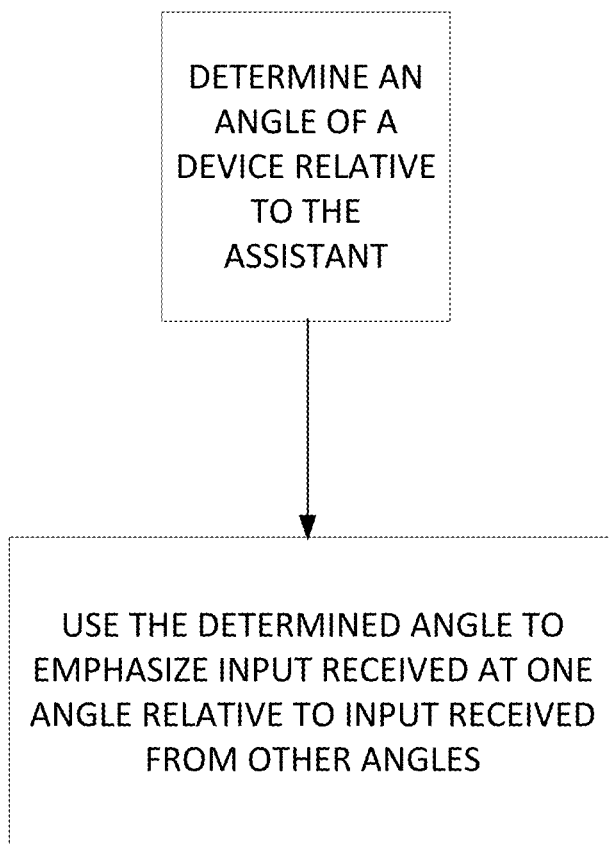 DETERMINE AN
ANGLE OF A
DEVICE RELATIVE
TO THE
ASSISTANT
USE THE DETERMINED ANGLE TO
EMPHASIZE INPUT RECEIVED AT ONE
ANGLE RELATIVE TO INPUT RECEIVED
FROM OTHER ANGLES